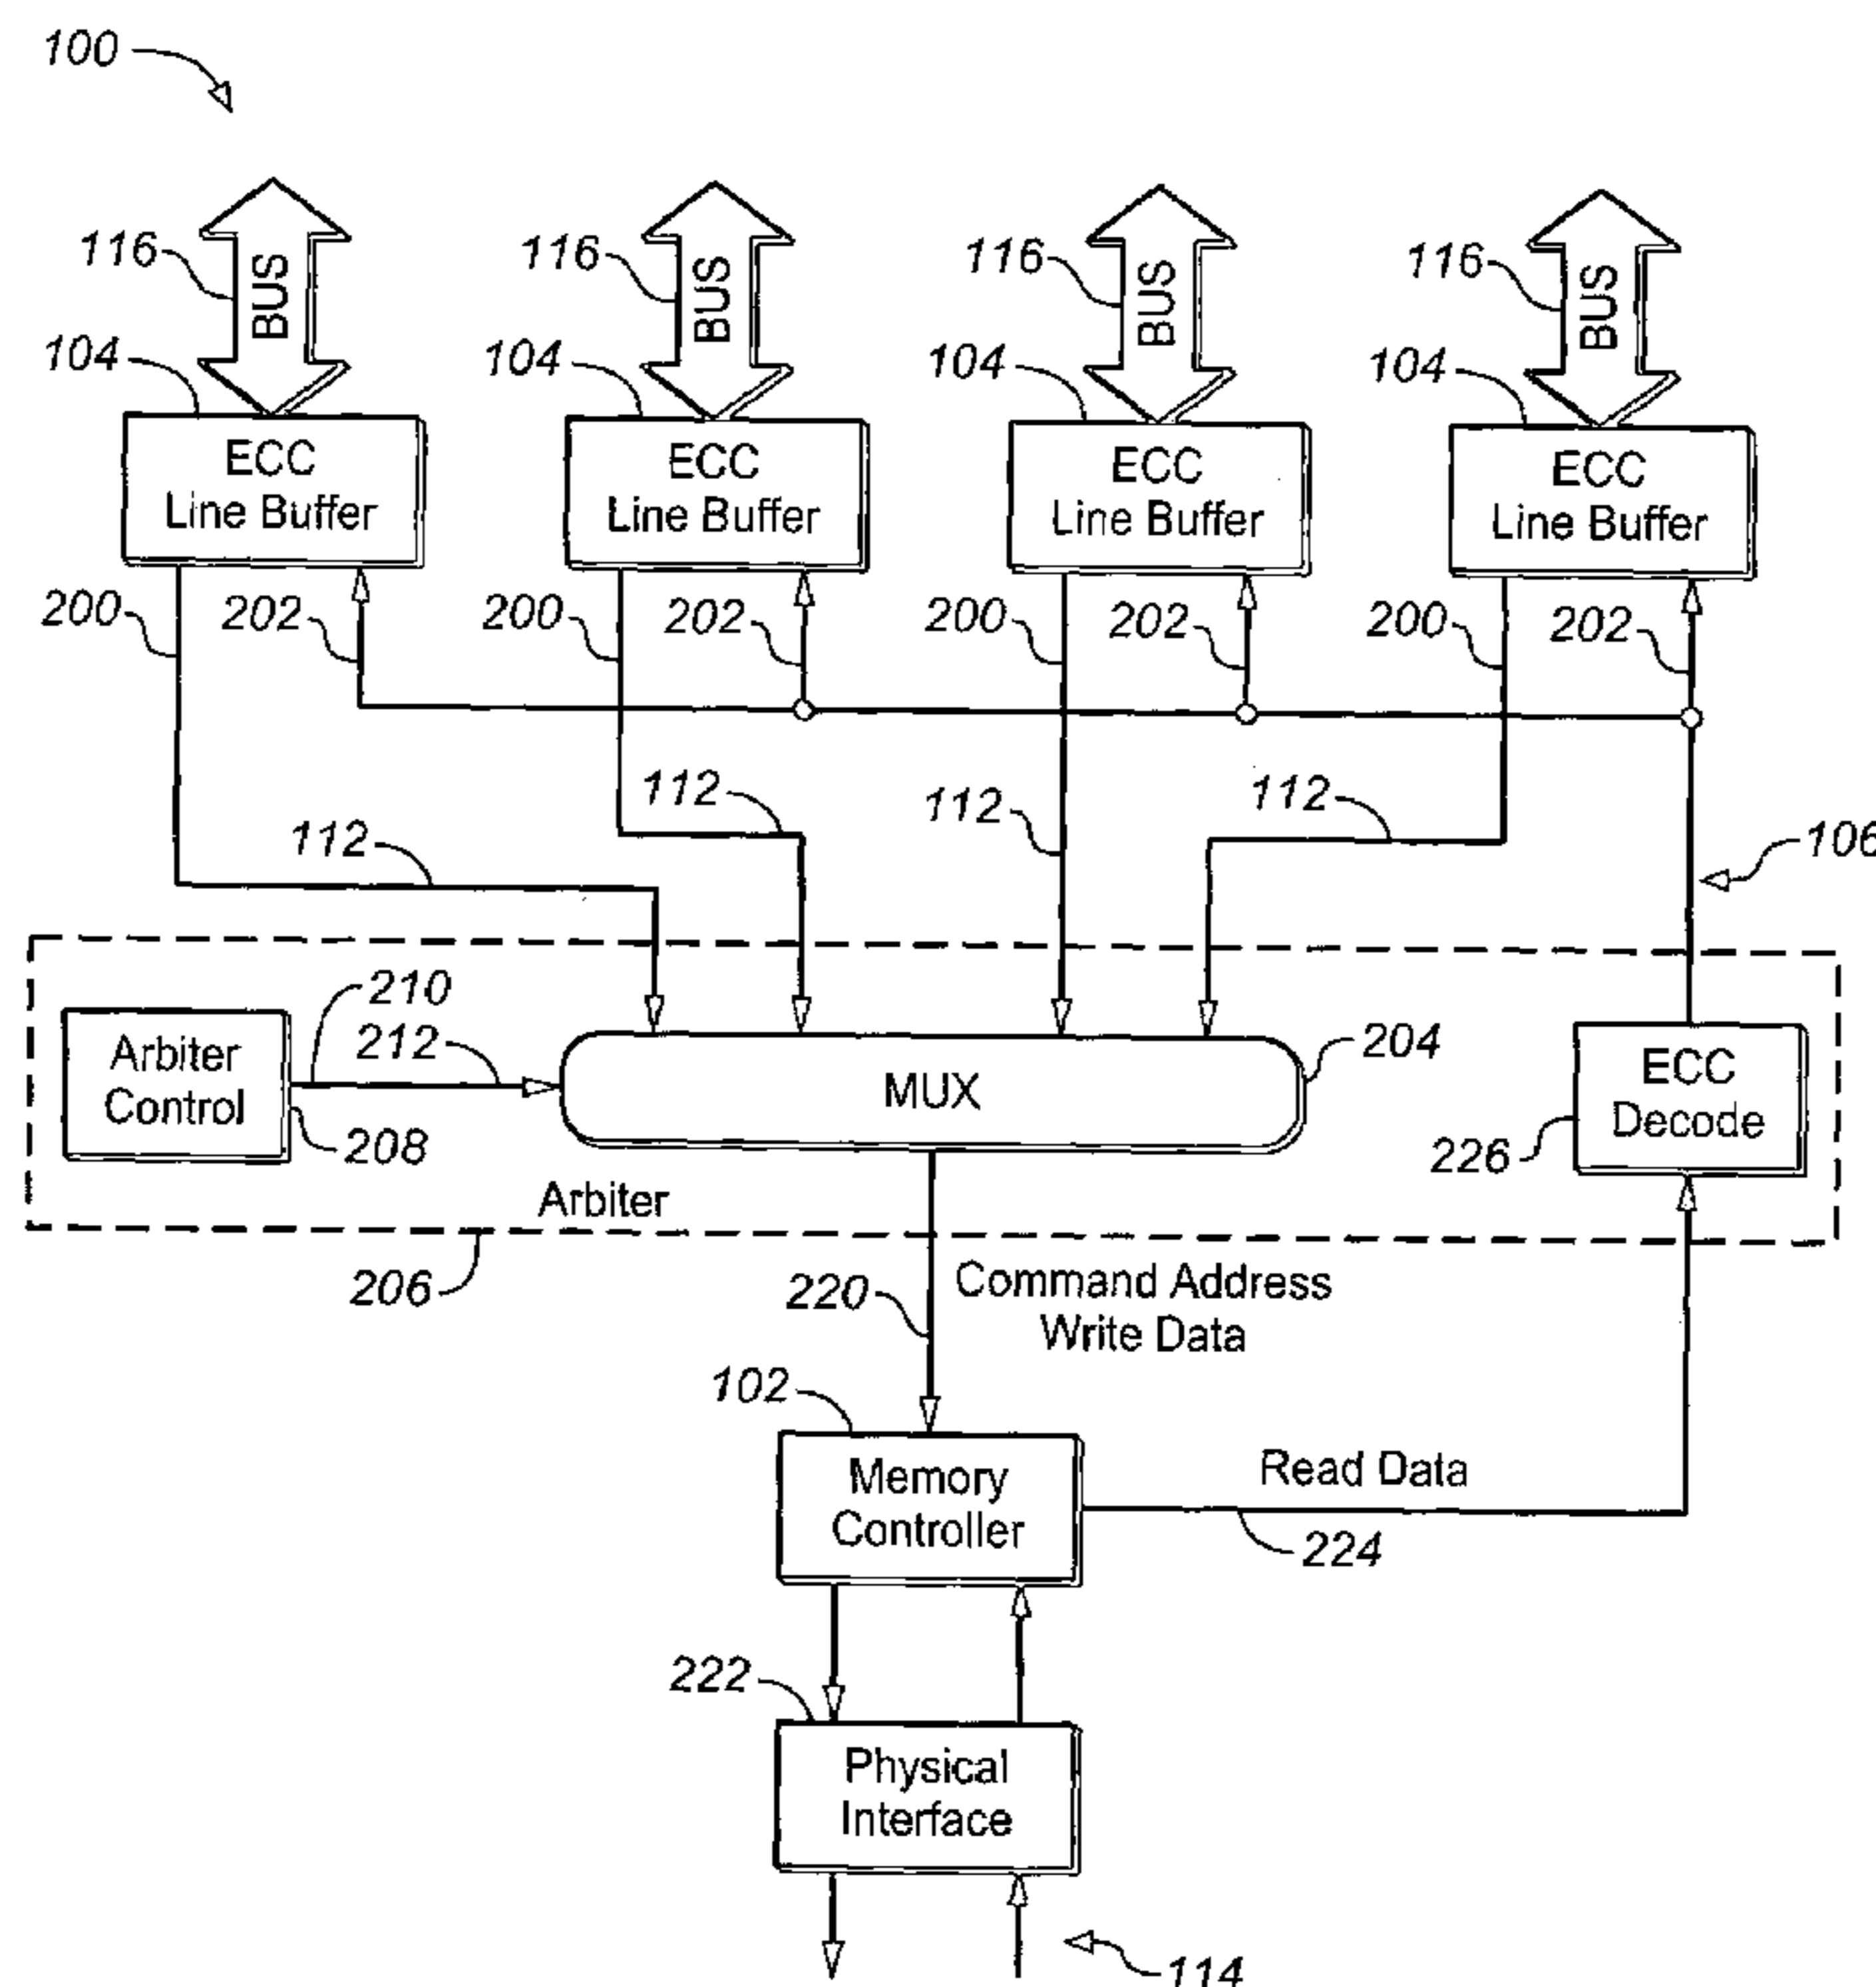 100
116
BUS
116
BUS
116
BUS
116
BUS
104
104
104
104
ECC
Line Buffer
ECC
Line Buffer
ECC
Line Buffer
ECC
Line Buffer
200
202
200
202
200
202
200
202
112
112
112
112
106
210
212
Arbiter
Control
208
MUX
204
ECC
Decode
226
Arbiter
206
220
Command Address
Write Data
102
Memory
Controller
Read Data
224
222
Physical
Interface
114